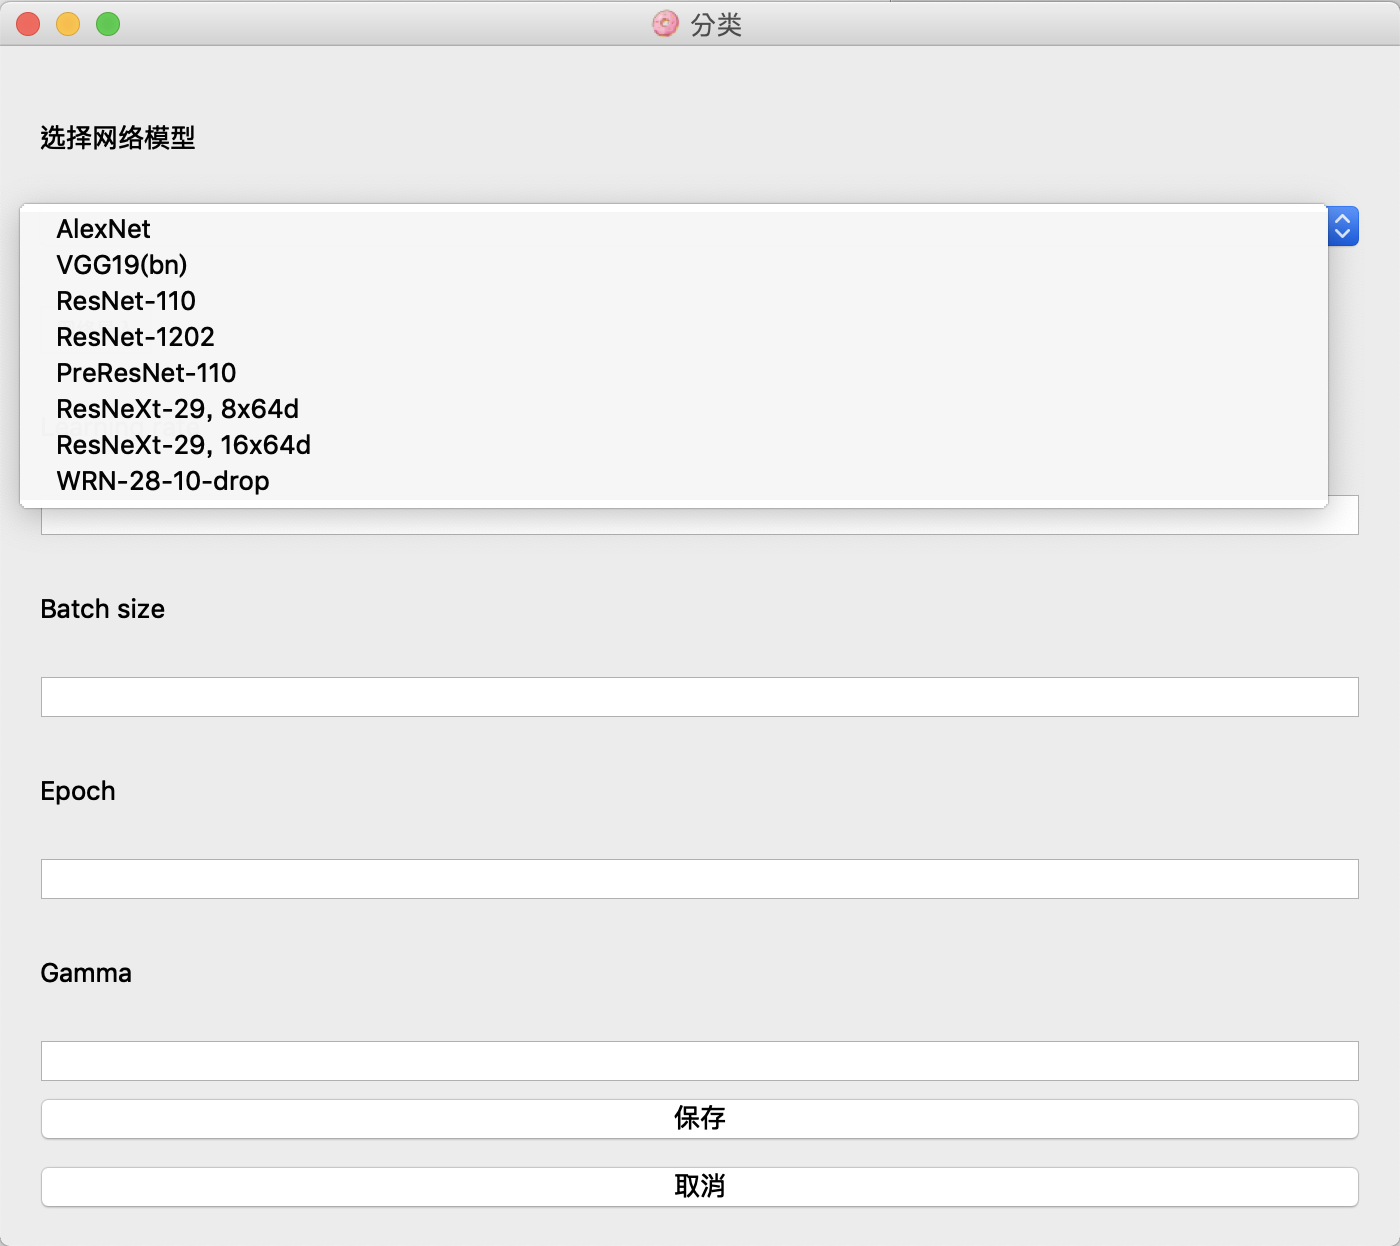 分类
选择网络模型
AlexNet
VGG19(bn)
ResNet-110
ResNet-1202
PreResNet-110
ResNeXt-29, 8x64d
ResNeXt-29, 16x64d
WRN-28-10-drop
Batch size
Epoch
Gamma
保存
取消